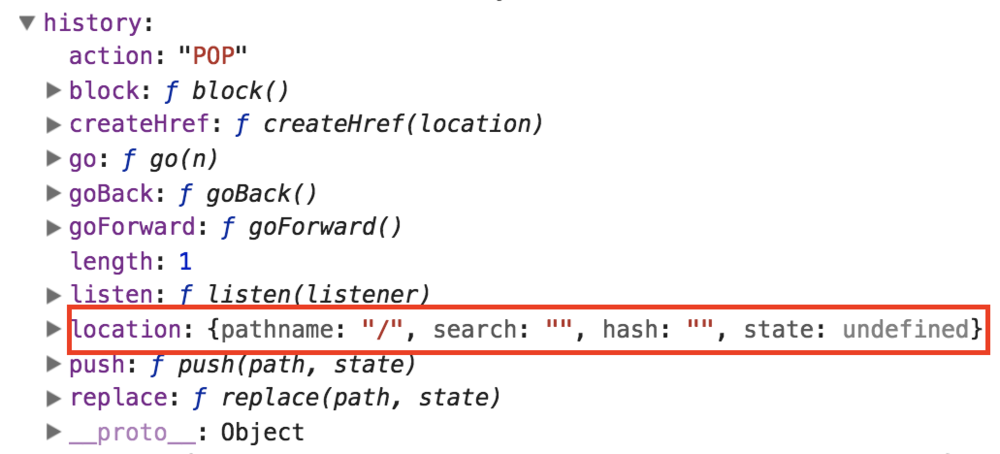 ▼ history:
action: "POP"
▶ block: ƒ block()
▶ createHref: ƒ createHref(location)
▶ go: ƒ go(n)
▶ goBack: ƒ goBack()
▶ goForward: ƒ goForward()
length: 1
▶ listen: ƒ listen(listener)
▶ location: {pathname: "/", search: "", hash: "", state: undefined}
▶ push: ƒ push(path, state)
▶ replace: ƒ replace(path, state)
▶ __proto__: Object